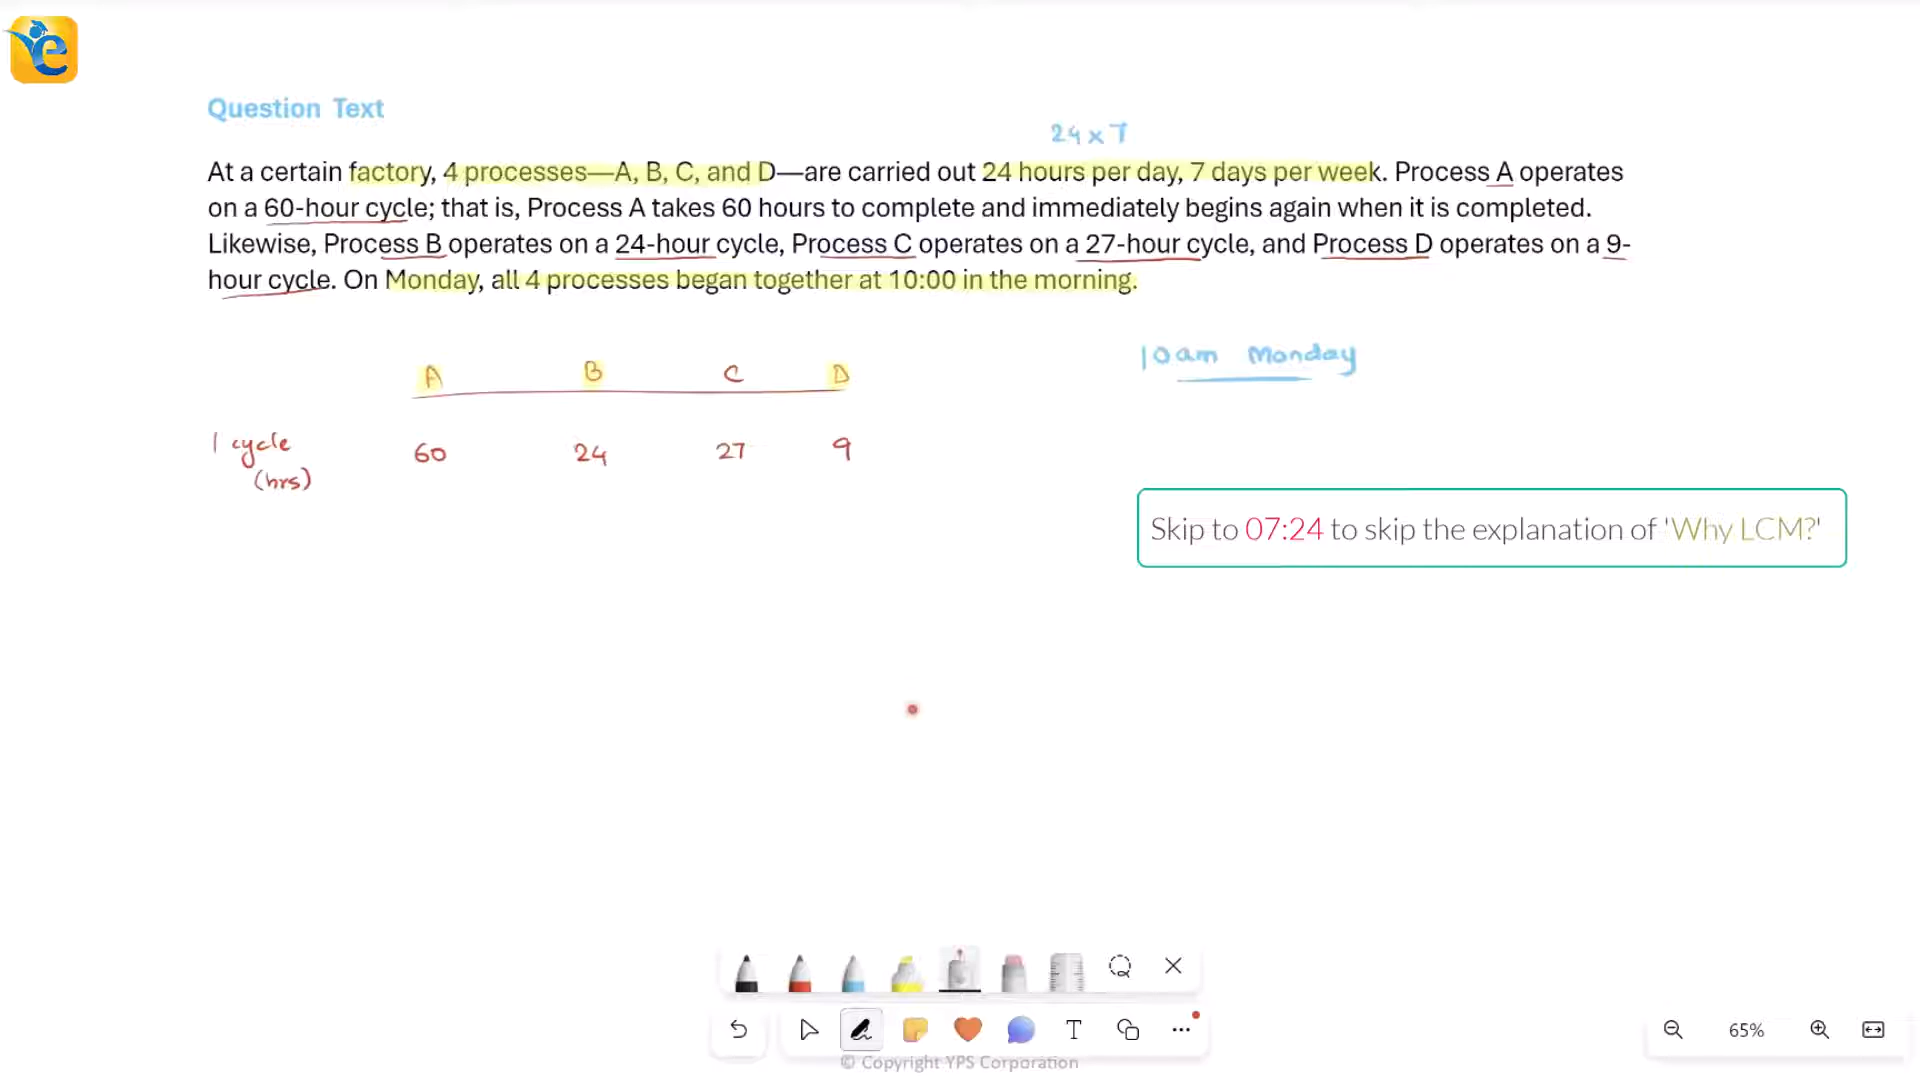 Question Text
24 x 7
At a certain factory, 4 processes—A, B, C, and D—are carried out 24 hours per day, 7 days per week. Process A operates
on a 60-hour cycle; that is, Process A takes 60 hours to complete and immediately begins again when it is completed.
Likewise, Process B operates on a 24-hour cycle, Process C operates on a 27-hour cycle, and Process D operates on a 9-
hour cycle. On Monday, all 4 processes began together at 10:00 in the morning.
10am Monday
A B C D
1 cycle 60 24 27 9
(hrs)
Skip to 07:24 to skip the explanation of 'Why LCM?'
65%
© Copyright YPS Corporation